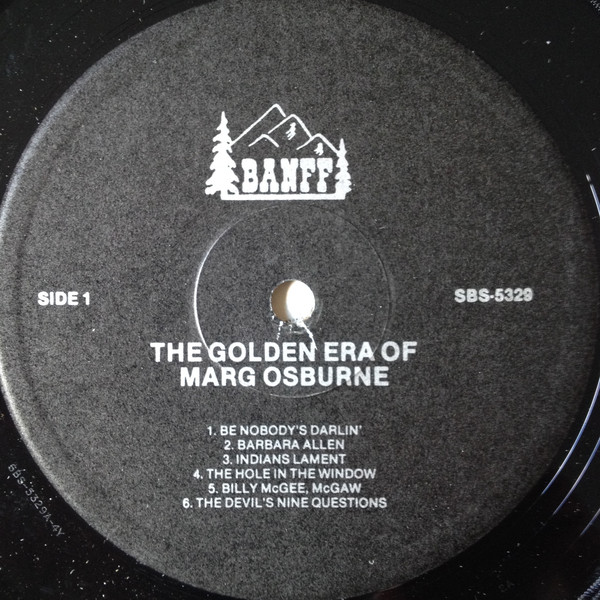 BANFF
SIDE 1
SBS-5329
THE GOLDEN ERA OF
MARG OSBURNE
1. BE NOBODY'S DARLIN'
2. BARBARA ALLEN
3. INDIANS LAMENT
4. THE HOLE IN THE WINDOW
5. BILLY McGEE, McGAW
6. THE DEVIL'S NINE QUESTIONS